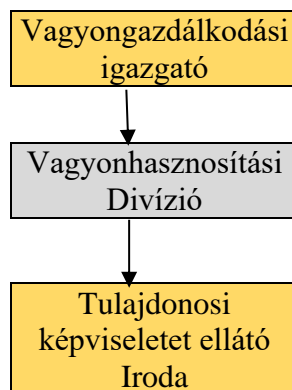 Vagyongazdálkodási
igazgató
Vagyonhasznosítási
Divízió
Tulajdonosi
képviseletet ellátó
Iroda